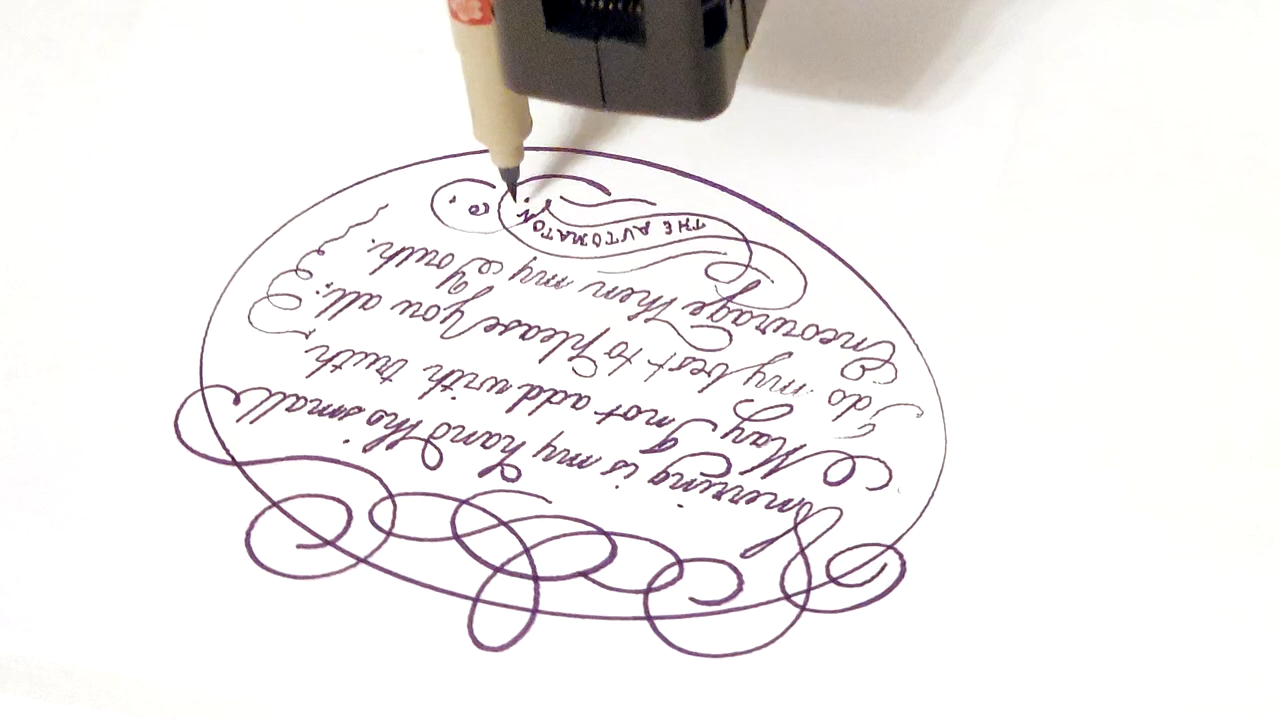 Unerring is my hand tho small
May I not add with truth
I do my best to please you all;
Encourage then my Youth.
THE AUTOMATON.